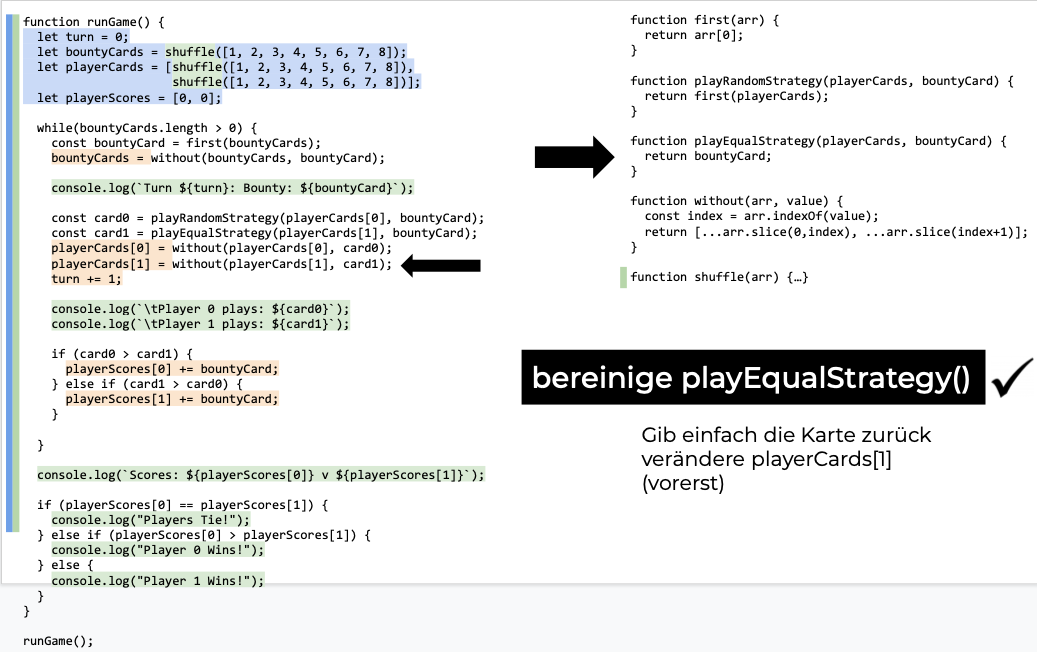 function runGame() {
let turn = 0;
let bountyCards = shuffle([1, 2, 3, 4, 5, 6, 7, 8]);
let playerCards = [shuffle([1, 2, 3, 4, 5, 6, 7, 8]),
shuffle([1, 2, 3, 4, 5, 6, 7, 8])];
let playerScores = [0, 0];
while(bountyCards.length > 0) {
const bountyCard = first(bountyCards);
bountyCards = without(bountyCards, bountyCard);
console.log(`Turn ${turn}: Bounty: ${bountyCard}`);
const card0 = playRandomStrategy(playerCards[0], bountyCard);
const card1 = playEqualStrategy(playerCards[1], bountyCard);
playerCards[0] = without(playerCards[0], card0);
playerCards[1] = without(playerCards[1], card1);
turn += 1;
console.log(`\tPlayer 0 plays: ${card0}`);
console.log(`\tPlayer 1 plays: ${card1}`);
if (card0 > card1) {
playerScores[0] += bountyCard;
} else if (card1 > card0) {
playerScores[1] += bountyCard;
}
}
console.log(`Scores: ${playerScores[0]} v ${playerScores[1]}`);
if (playerScores[0] == playerScores[1]) {
console.log("Players Tie!");
} else if (playerScores[0] > playerScores[1]) {
console.log("Player 0 Wins!");
} else {
console.log("Player 1 Wins!");
}
}
runGame();
function first(arr) {
return arr[0];
}
function playRandomStrategy(playerCards, bountyCard) {
return first(playerCards);
}
function playEqualStrategy(playerCards, bountyCard) {
return bountyCard;
}
function without(arr, value) {
const index = arr.indexOf(value);
return [...arr.slice(0,index), ...arr.slice(index+1)];
}
function shuffle(arr) {…}
bereinige playEqualStrategy()
Gib einfach die Karte zurück
verändere playerCards[1]
(vorerst)